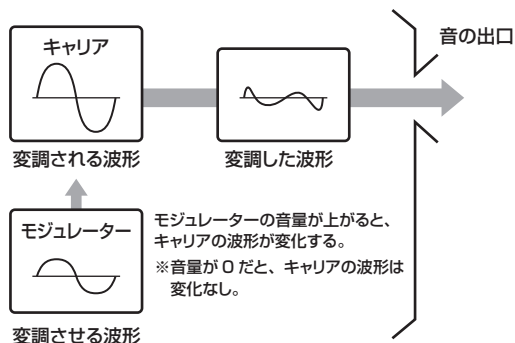 キャリア
音の出口
変調される波形
変調した波形
モジュレーター
モジュレーターの音量が上がると、
キャリアの波形が変化する。
※音量が 0 だと、キャリアの波形は
変化なし。
変調させる波形